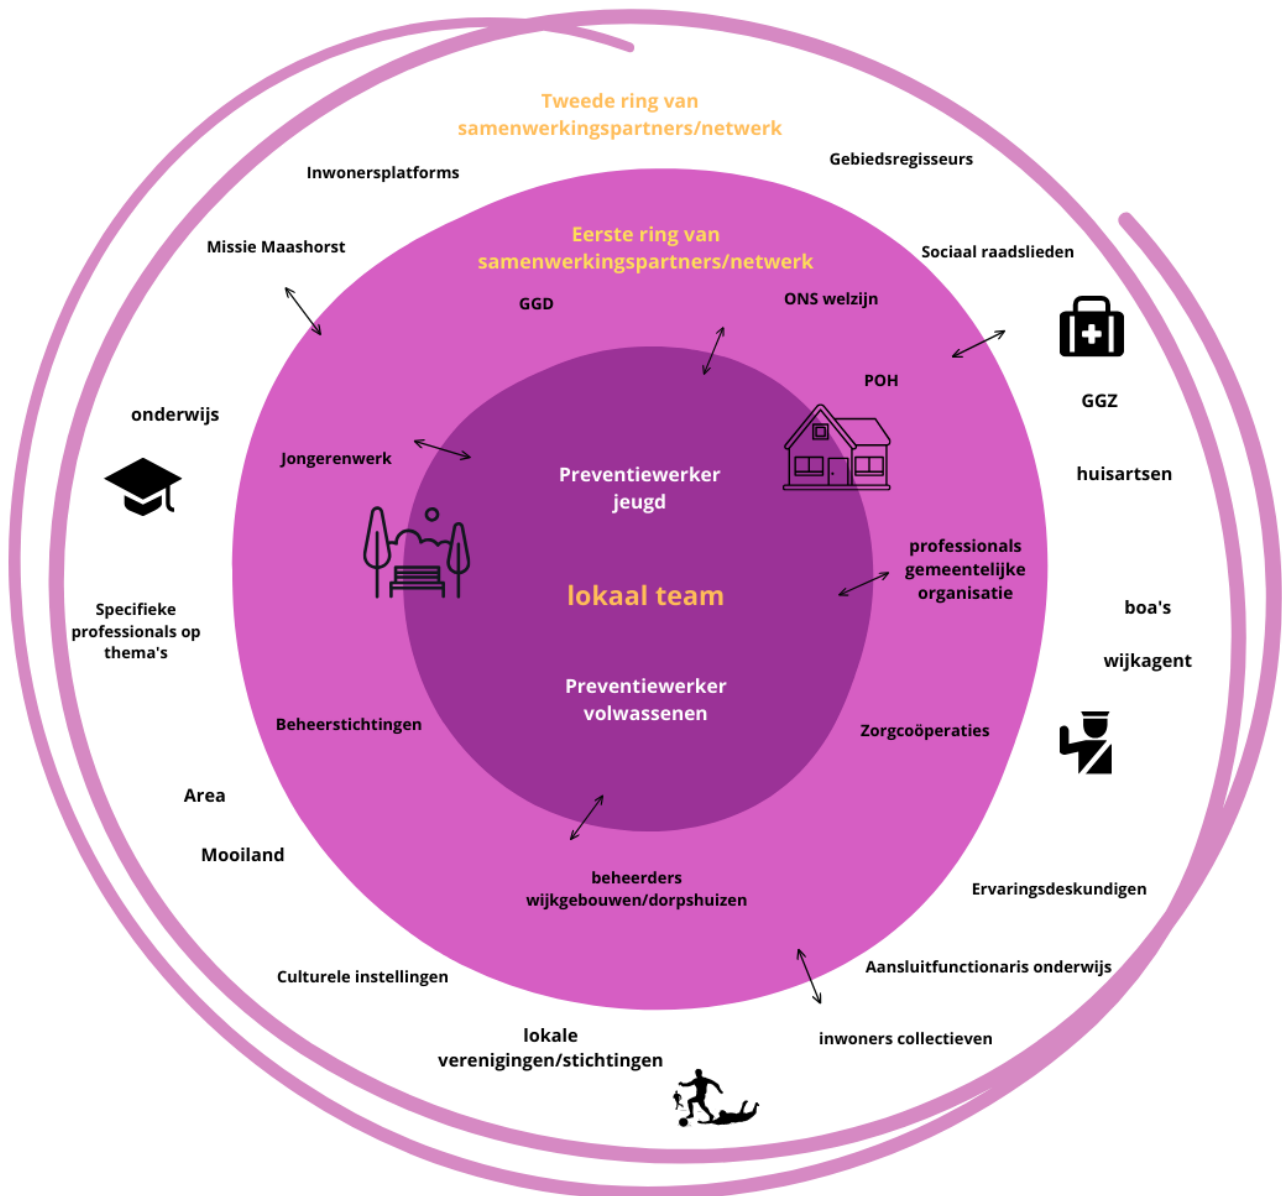 Tweede ring van
samenwerkingspartners/netwerk
Gebiedsregisseurs
Inwonersplatforms
Missie Maashorst
Sociaal raadslieden
Eerste ring van
samenwerkingspartners/netwerk
GGD
ONS welzijn
POH
GGZ
onderwijs
Jongerenwerk
huisartsen
Preventiewerker
jeugd
professionals
gemeentelijke
organisatie
lokaal team
Specifieke
professionals op
thema's
boa's
wijkagent
Preventiewerker
volwassenen
Beheerstichtingen
Zorgcoöperaties
Area
Mooiland
beheerders
wijkgebouwen/dorpshuizen
Ervaringsdeskundigen
Culturele instellingen
Aansluitfunctionaris onderwijs
lokale
verenigingen/stichtingen
inwoners collectieven